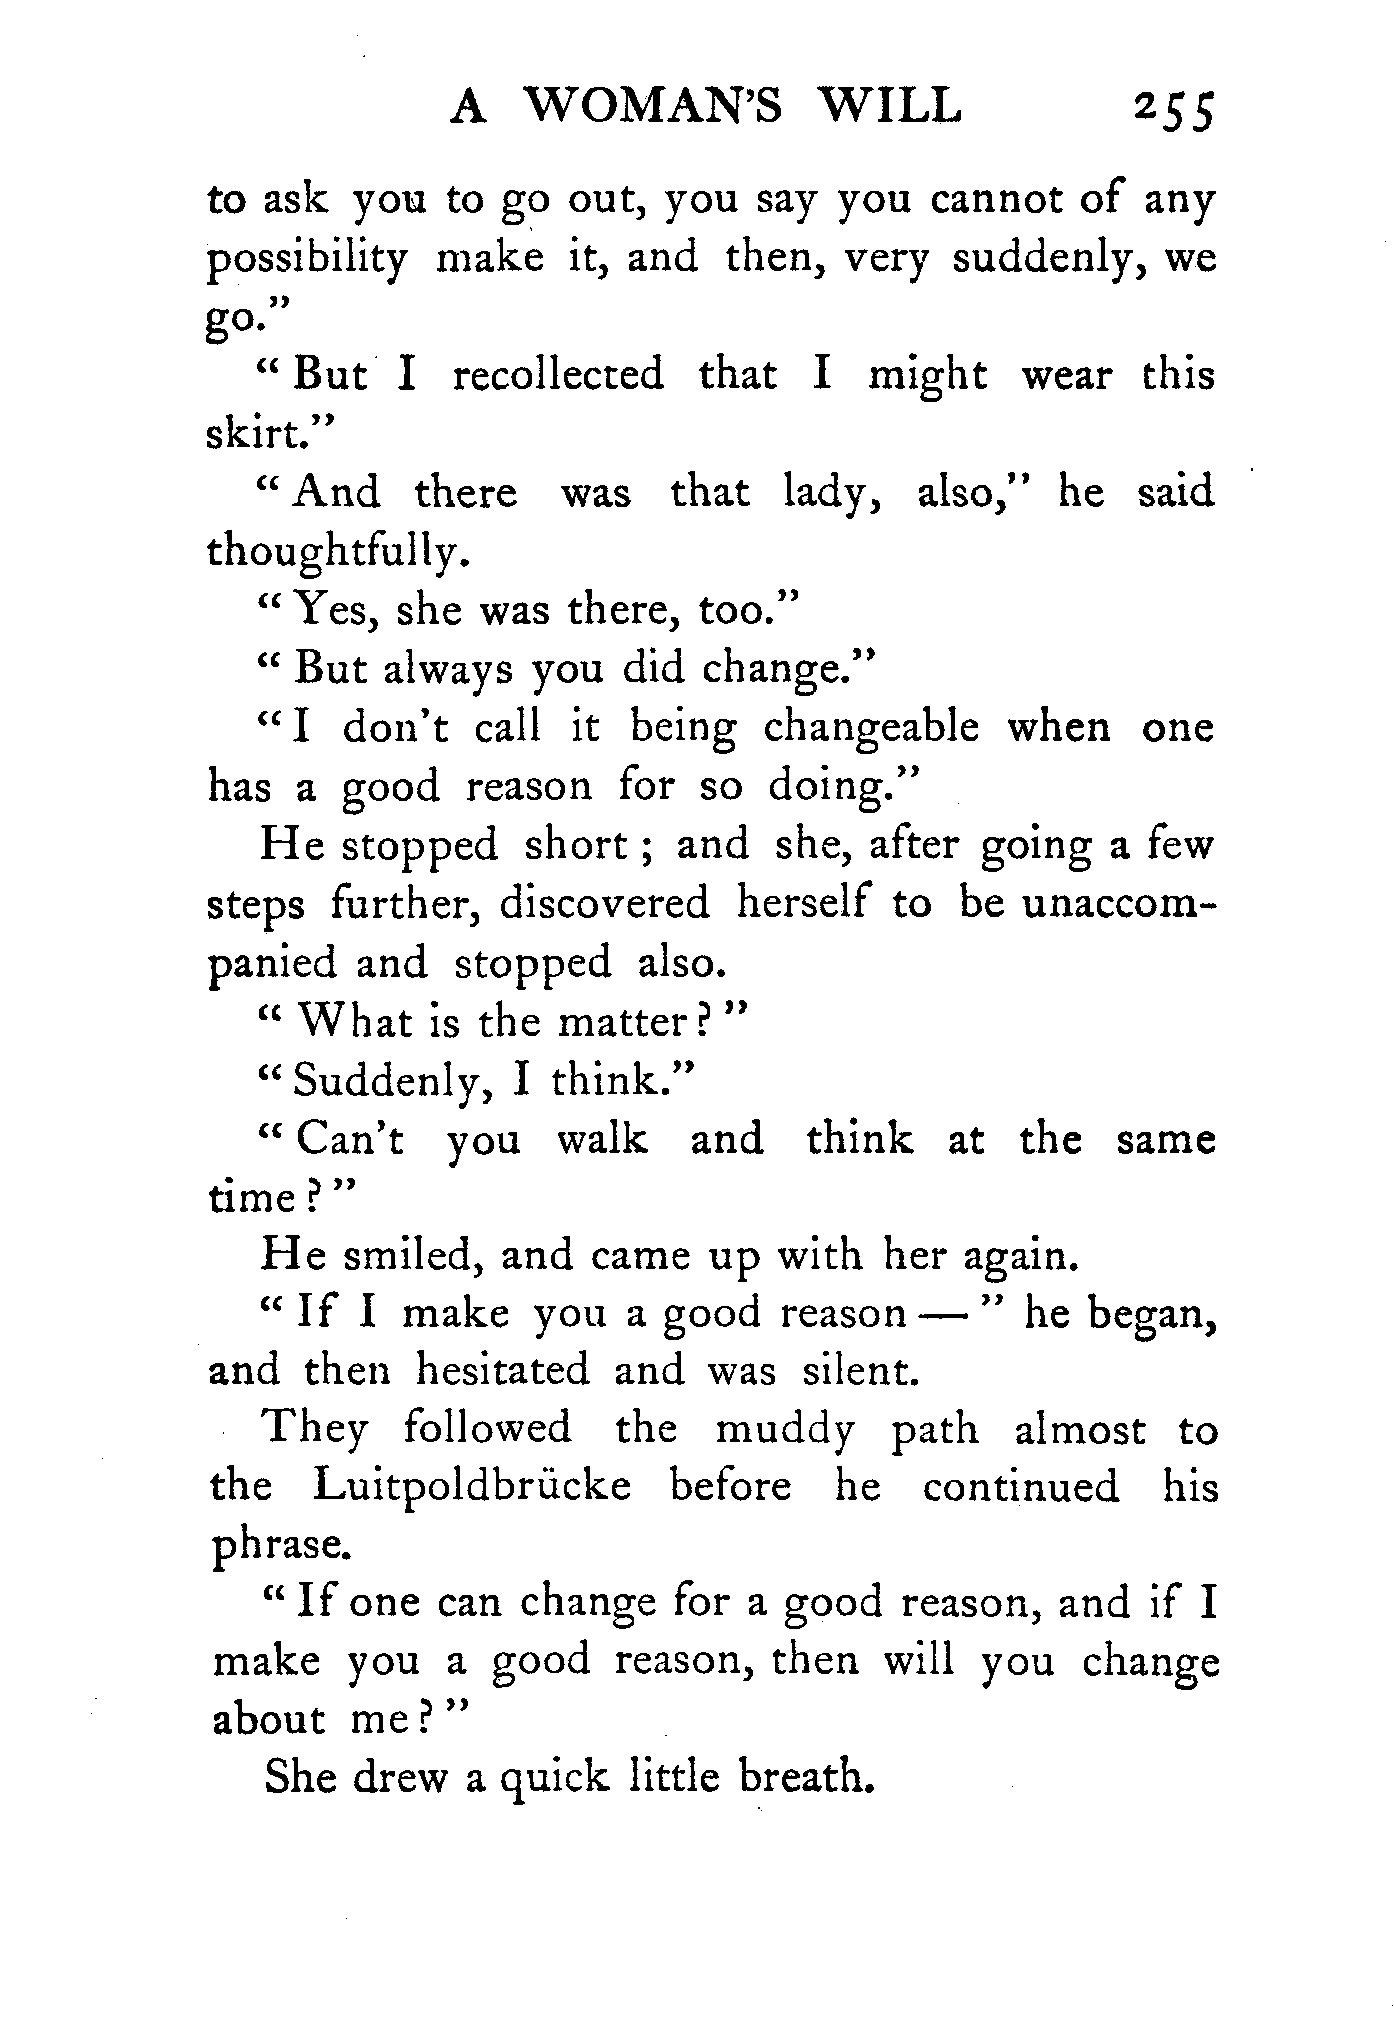 A WOMAN'S WILL 255
to ask you to go out, you say you cannot of any
possibility make it, and then, very suddenly, we
go."
"But I recollected that I might wear this
skirt."
"And there was that lady, also," he said
thoughtfully.
"Yes, she was there, too."
"But always you did change."
"I don't call it being changeable when one
has a good reason for so doing."
He stopped short; and she, after going a few
steps further, discovered herself to be unaccom-
panied and stopped also.
"What is the matter?"
"Suddenly, I think."
"Can't you walk and think at the same
time?"
He smiled, and came up with her again.
"If I make you a good reason—" he began,
and then hesitated and was silent.
They followed the muddy path almost to
the Luitpoldbrücke before he continued his
phrase.
"If one can change for a good reason, and if I
make you a good reason, then will you change
about me?"
She drew a quick little breath.